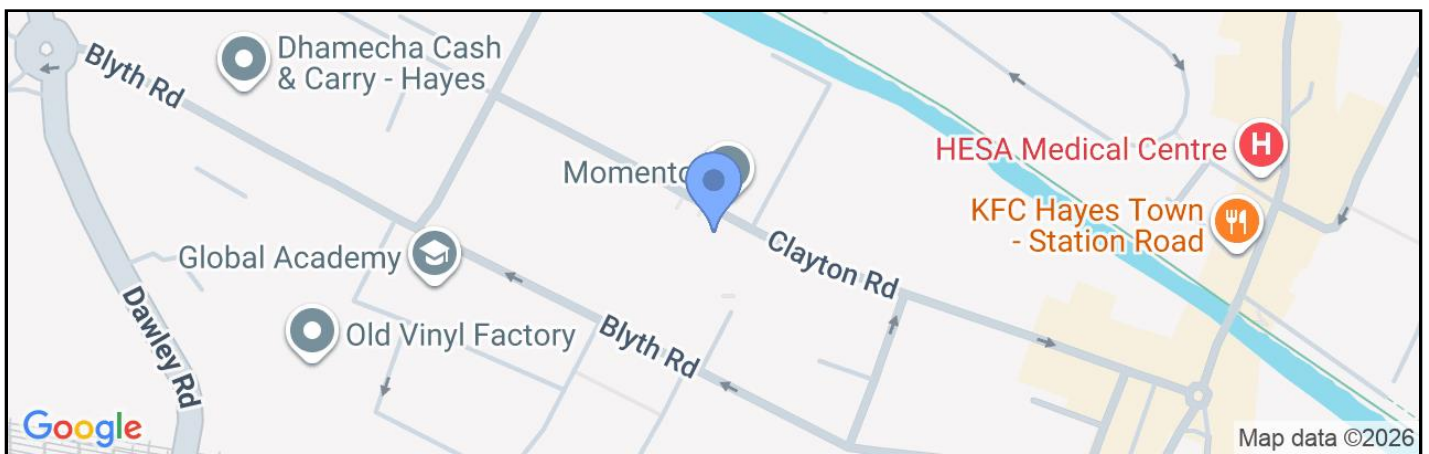 Blyth Rd
Dhamecha Cash
& Carry - Hayes
HESA Medical Centre
H
Momento
KFC Hayes Town
- Station Road
Global Academy
Clayton Rd
Dawley Rd
Old Vinyl Factory
Blyth Rd
Google
Map data ©2026